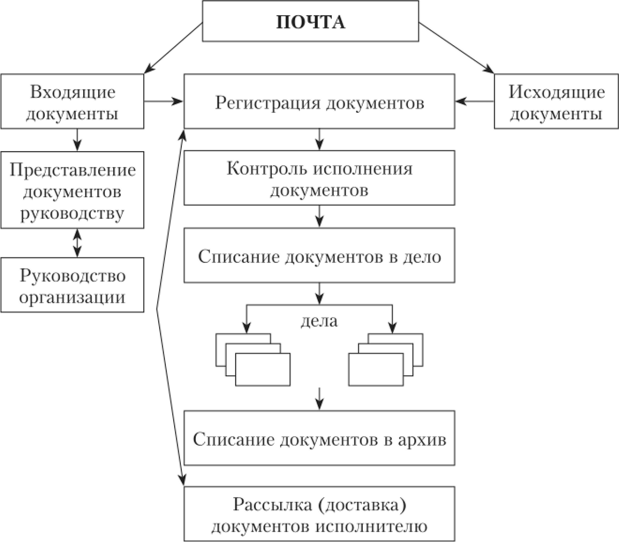 ПОЧТА
Входящие
документы
Регистрация документов
Исходящие
документы
Представление
документов
руководству
Контроль исполнения
документов
Руководство
организации
Списание документов в дело
дела
Списание документов в архив
Рассылка (доставка)
документов исполнителю